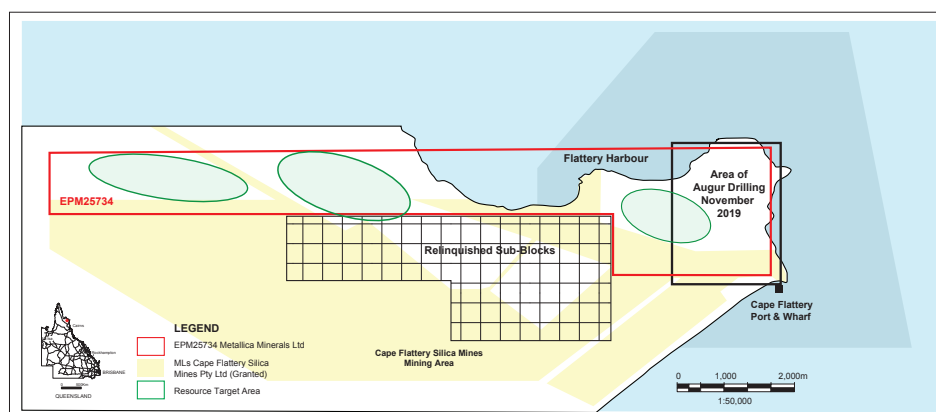 Flattery Harbour
Area of
Augur Drilling
November
2019
EPM25734
Relinquished Sub-Blocks
Cape Flattery
Port & Wharf
Cape Flattery Silica Mines
Mining Area
LEGEND
EPM25734 Metallica Minerals Ltd
MLs Cape Flattery Silica
Mines Pty Ltd (Granted)
Resource Target Area
Cairns
Rockhampton
BRISBANE
QUEENSLAND
0 1,000 2,000m
1:50,000